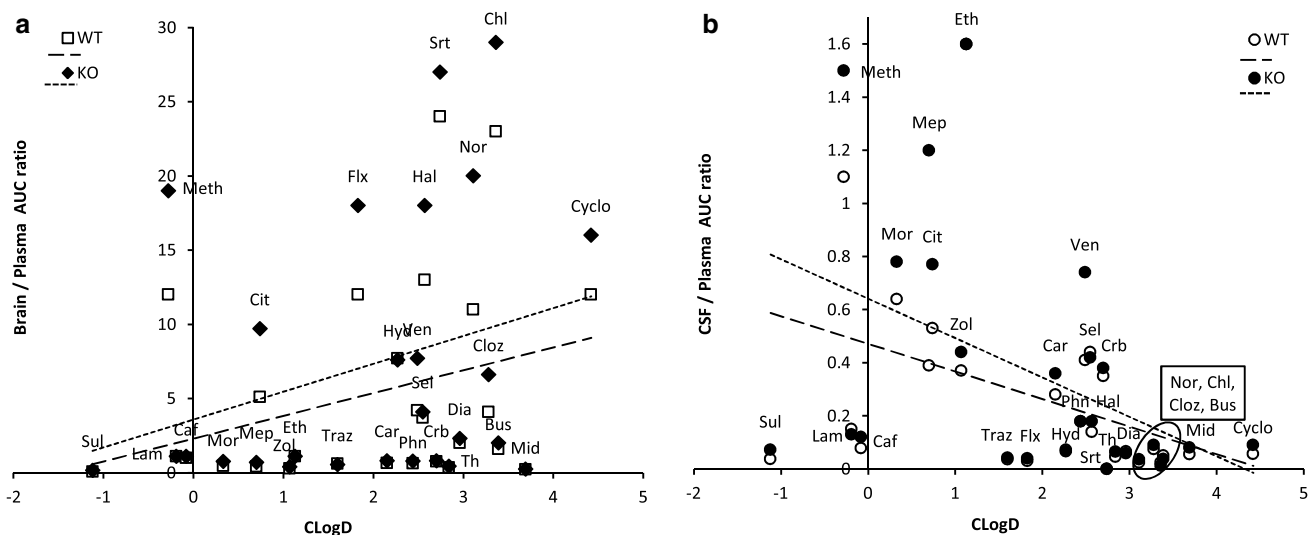 a
WT
KO
Brain / Plasma AUC ratio
30
25
20
15
10
5
0
-2
-1
0
1
2
3
4
5
CLogD
Chl
Srt
Nor
Meth
Flx
Hal
Cyclo
Cit
Hyd
Ven
Cloz
Sel
Dia
Bus
Sul
Lam
Caf
Mor
Mep
Eth
Zol
Traz
Car
Phn
Crb
Th
Mid
b
WT
KO
CSF / Plasma AUC ratio
1.6
1.4
1.2
1
0.8
0.6
0.4
0.2
0
-2
-1
0
1
2
3
4
5
CLogD
Eth
Meth
Mep
Mor
Cit
Ven
Zol
Sel
Car
Crb
Phn
Hal
Nor, Chl,
Cloz, Bus
Sul
Lam
Caf
Traz
Flx
Hyd
Th
Dia
Srt
Mid
Cyclo